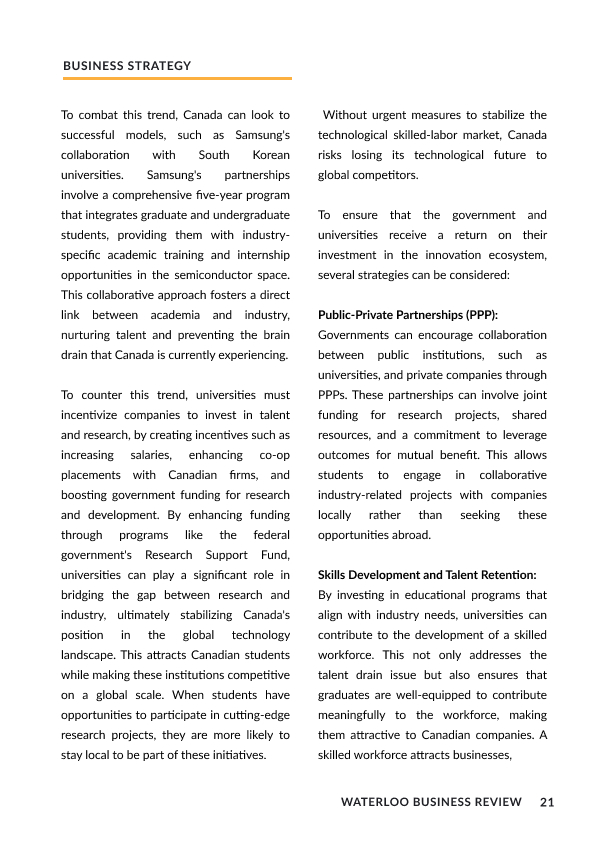 BUSINESS STRATEGY
To combat this trend, Canada can look to
successful models, such as Samsung's
collaboration with South Korean
universities. Samsung's partnerships
involve a comprehensive five-year program
that integrates graduate and undergraduate
students, providing them with industry-
specific academic training and internship
opportunities in the semiconductor space.
This collaborative approach fosters a direct
link between academia and industry,
nurturing talent and preventing the brain
drain that Canada is currently experiencing.
To counter this trend, universities must
incentivize companies to invest in talent
and research, by creating incentives such as
increasing salaries, enhancing co-op
placements with Canadian firms, and
boosting government funding for research
and development. By enhancing funding
through programs like the federal
government's Research Support Fund,
universities can play a significant role in
bridging the gap between research and
industry, ultimately stabilizing Canada's
position in the global technology
landscape. This attracts Canadian students
while making these institutions competitive
on a global scale. When students have
opportunities to participate in cutting-edge
research projects, they are more likely to
stay local to be part of these initiatives.
Without urgent measures to stabilize the
technological skilled-labor market, Canada
risks losing its technological future to
global competitors.
To ensure that the government and
universities receive a return on their
investment in the innovation ecosystem,
several strategies can be considered:
Public-Private Partnerships (PPP):
Governments can encourage collaboration
between public institutions, such as
universities, and private companies through
PPPs. These partnerships can involve joint
funding for research projects, shared
resources, and a commitment to leverage
outcomes for mutual benefit. This allows
students to engage in collaborative
industry-related projects with companies
locally rather than seeking these
opportunities abroad.
Skills Development and Talent Retention:
By investing in educational programs that
align with industry needs, universities can
contribute to the development of a skilled
workforce. This not only addresses the
talent drain issue but also ensures that
graduates are well-equipped to contribute
meaningfully to the workforce, making
them attractive to Canadian companies. A
skilled workforce attracts businesses,
WATERLOO BUSINESS REVIEW 21